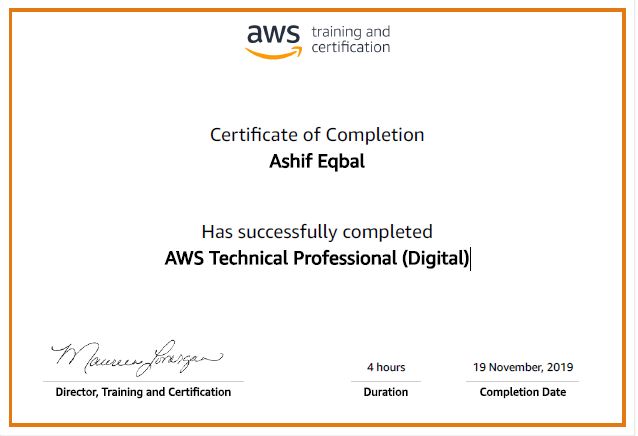 aws training and
certification
Certificate of Completion
Ashif Eqbal
Has successfully completed
AWS Technical Professional (Digital)
Maureen Lonergan
4 hours
19 November, 2019
Director, Training and Certification
Duration
Completion Date